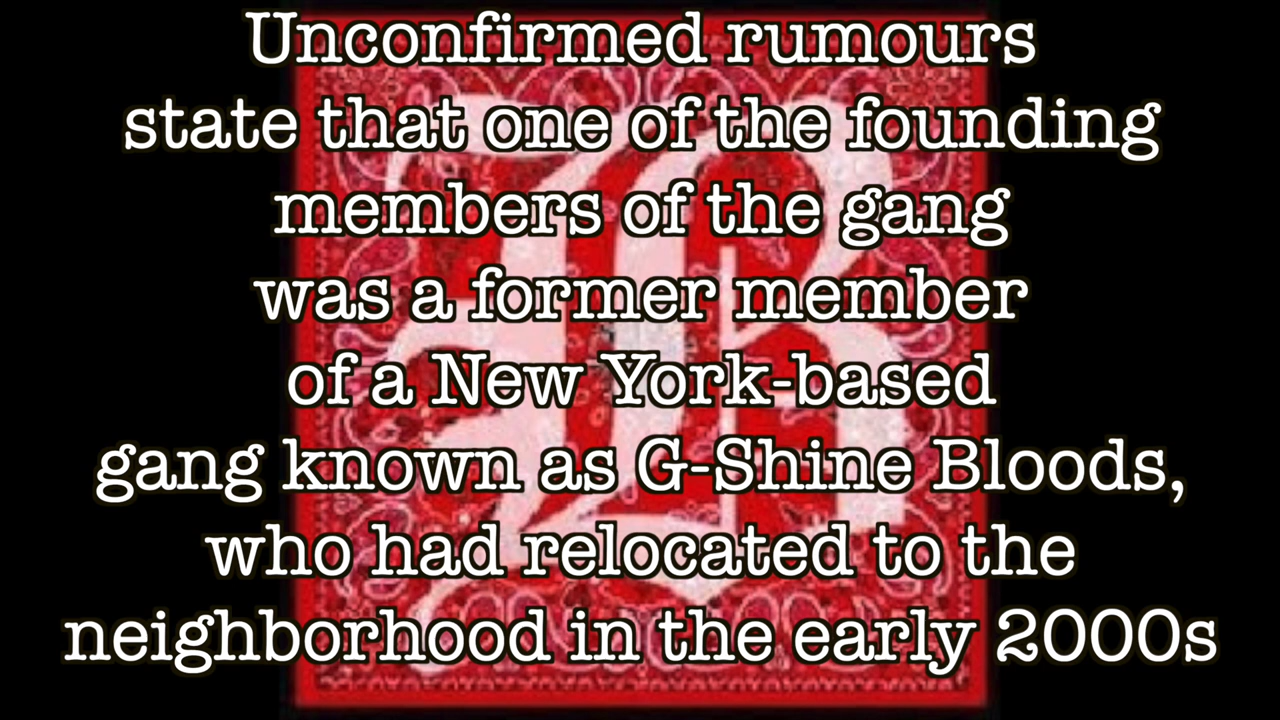 Unconfirmed rumours
state that one of the founding
members of the gang
was a former member
of a New York-based
gang known as G-Shine Bloods,
who had relocated to the
neighborhood in the early 2000s